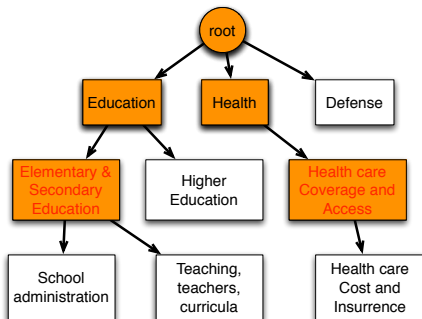 root
Education
Health
Defense
Elementary &
Secondary
Education
Higher
Education
Health care
Coverage and
Access
School
administration
Teaching,
teachers,
curricula
Health care
Cost and
Insurrence